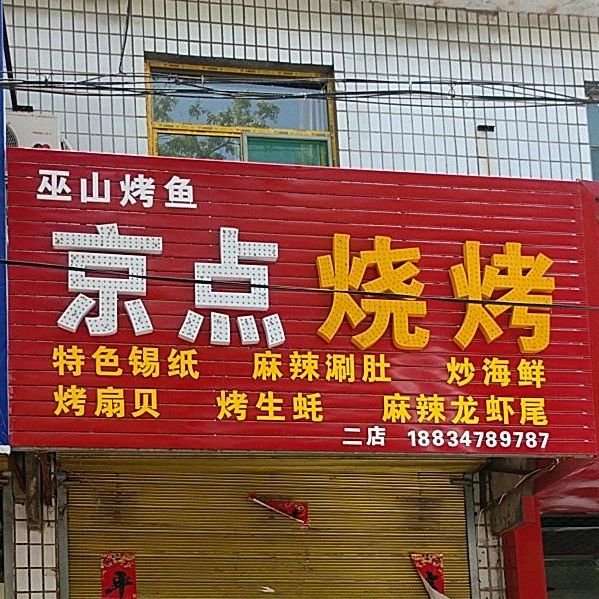 巫山烤鱼
京点烧烤
特色锡纸 麻辣涮肚 炒海鲜
烤扇贝 烤生蚝 麻辣龙虾尾
二店 18834789787